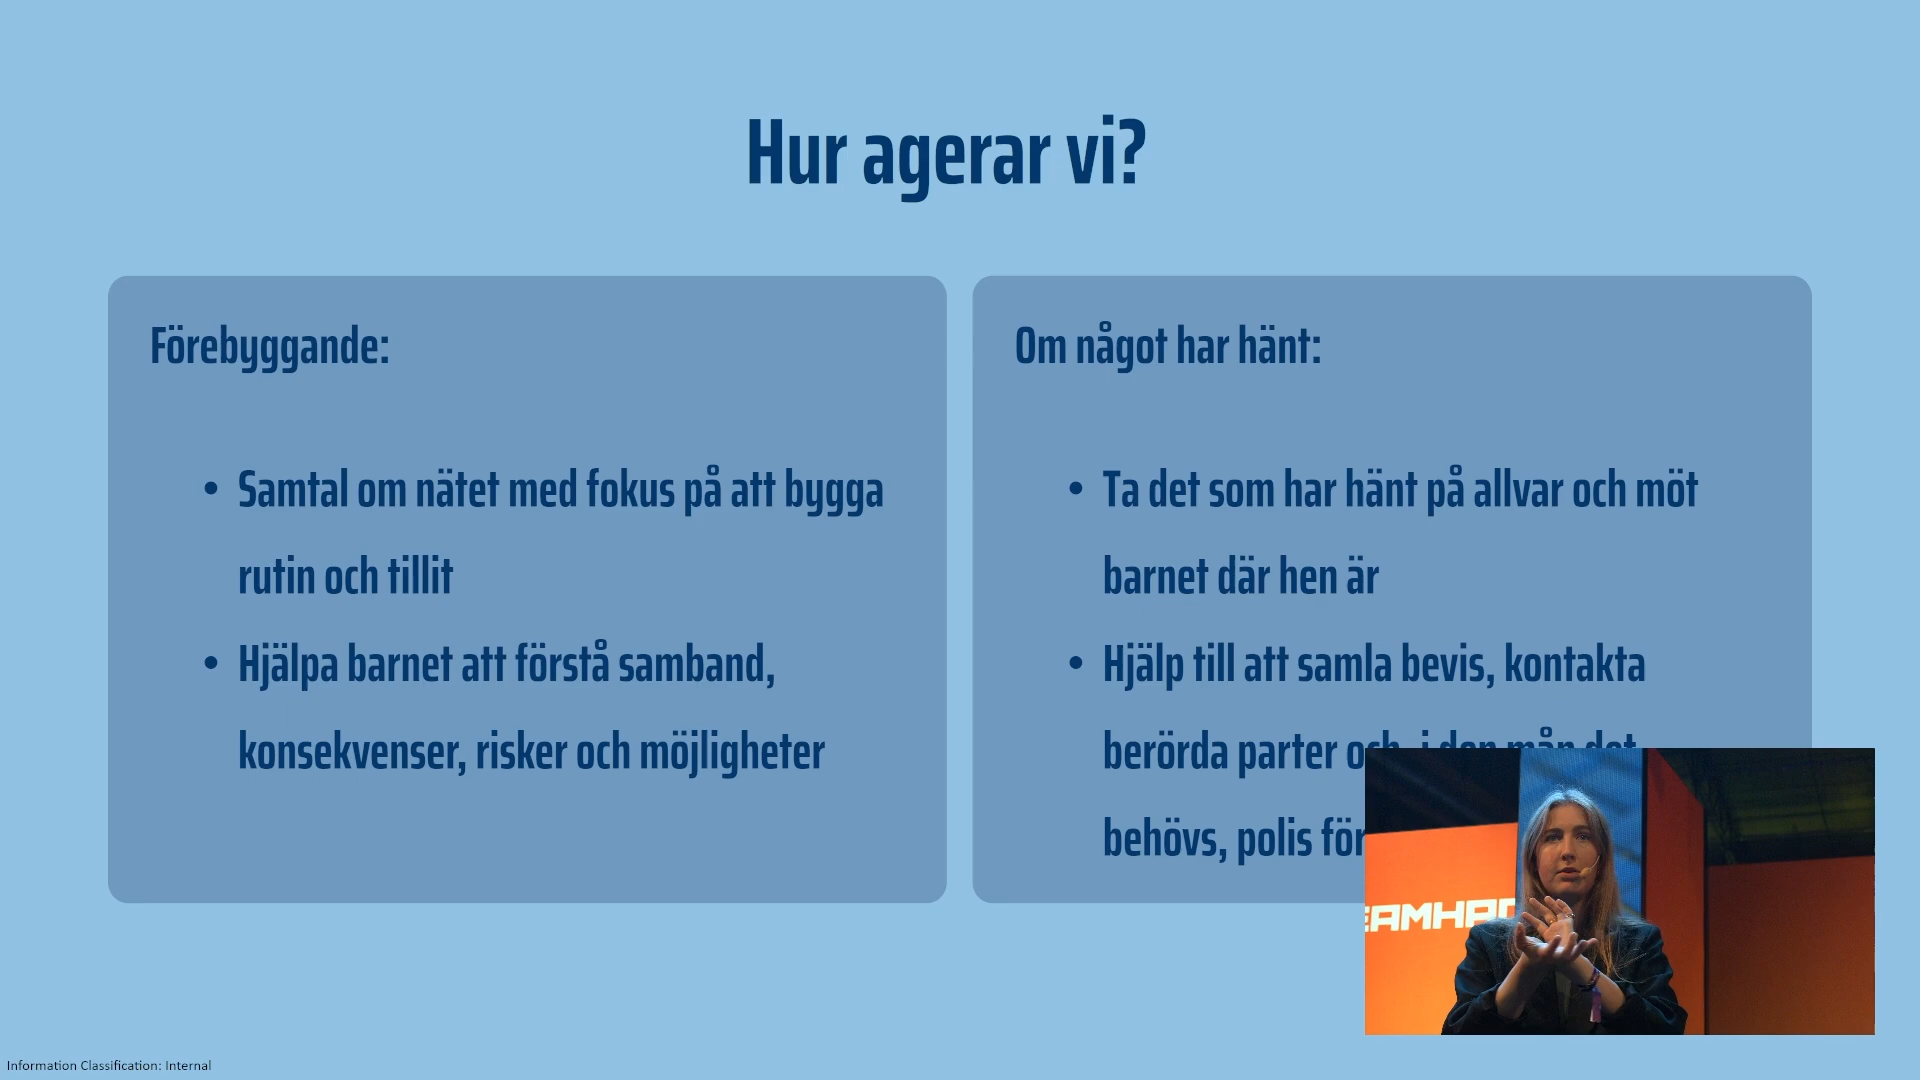 Hur agerar vi?
Förebyggande:
• Samtal om nätet med fokus på att bygga
rutin och tillit
• Hjälpa barnet att förstå samband,
konsekvenser, risker och möjligheter
Om något har hänt:
• Ta det som har hänt på allvar och möt
barnet där hen är
• Hjälp till att samla bevis, kontakta
berörda parter och, i den mån det
behövs, polis för
EAMHAC
Information Classification: Internal